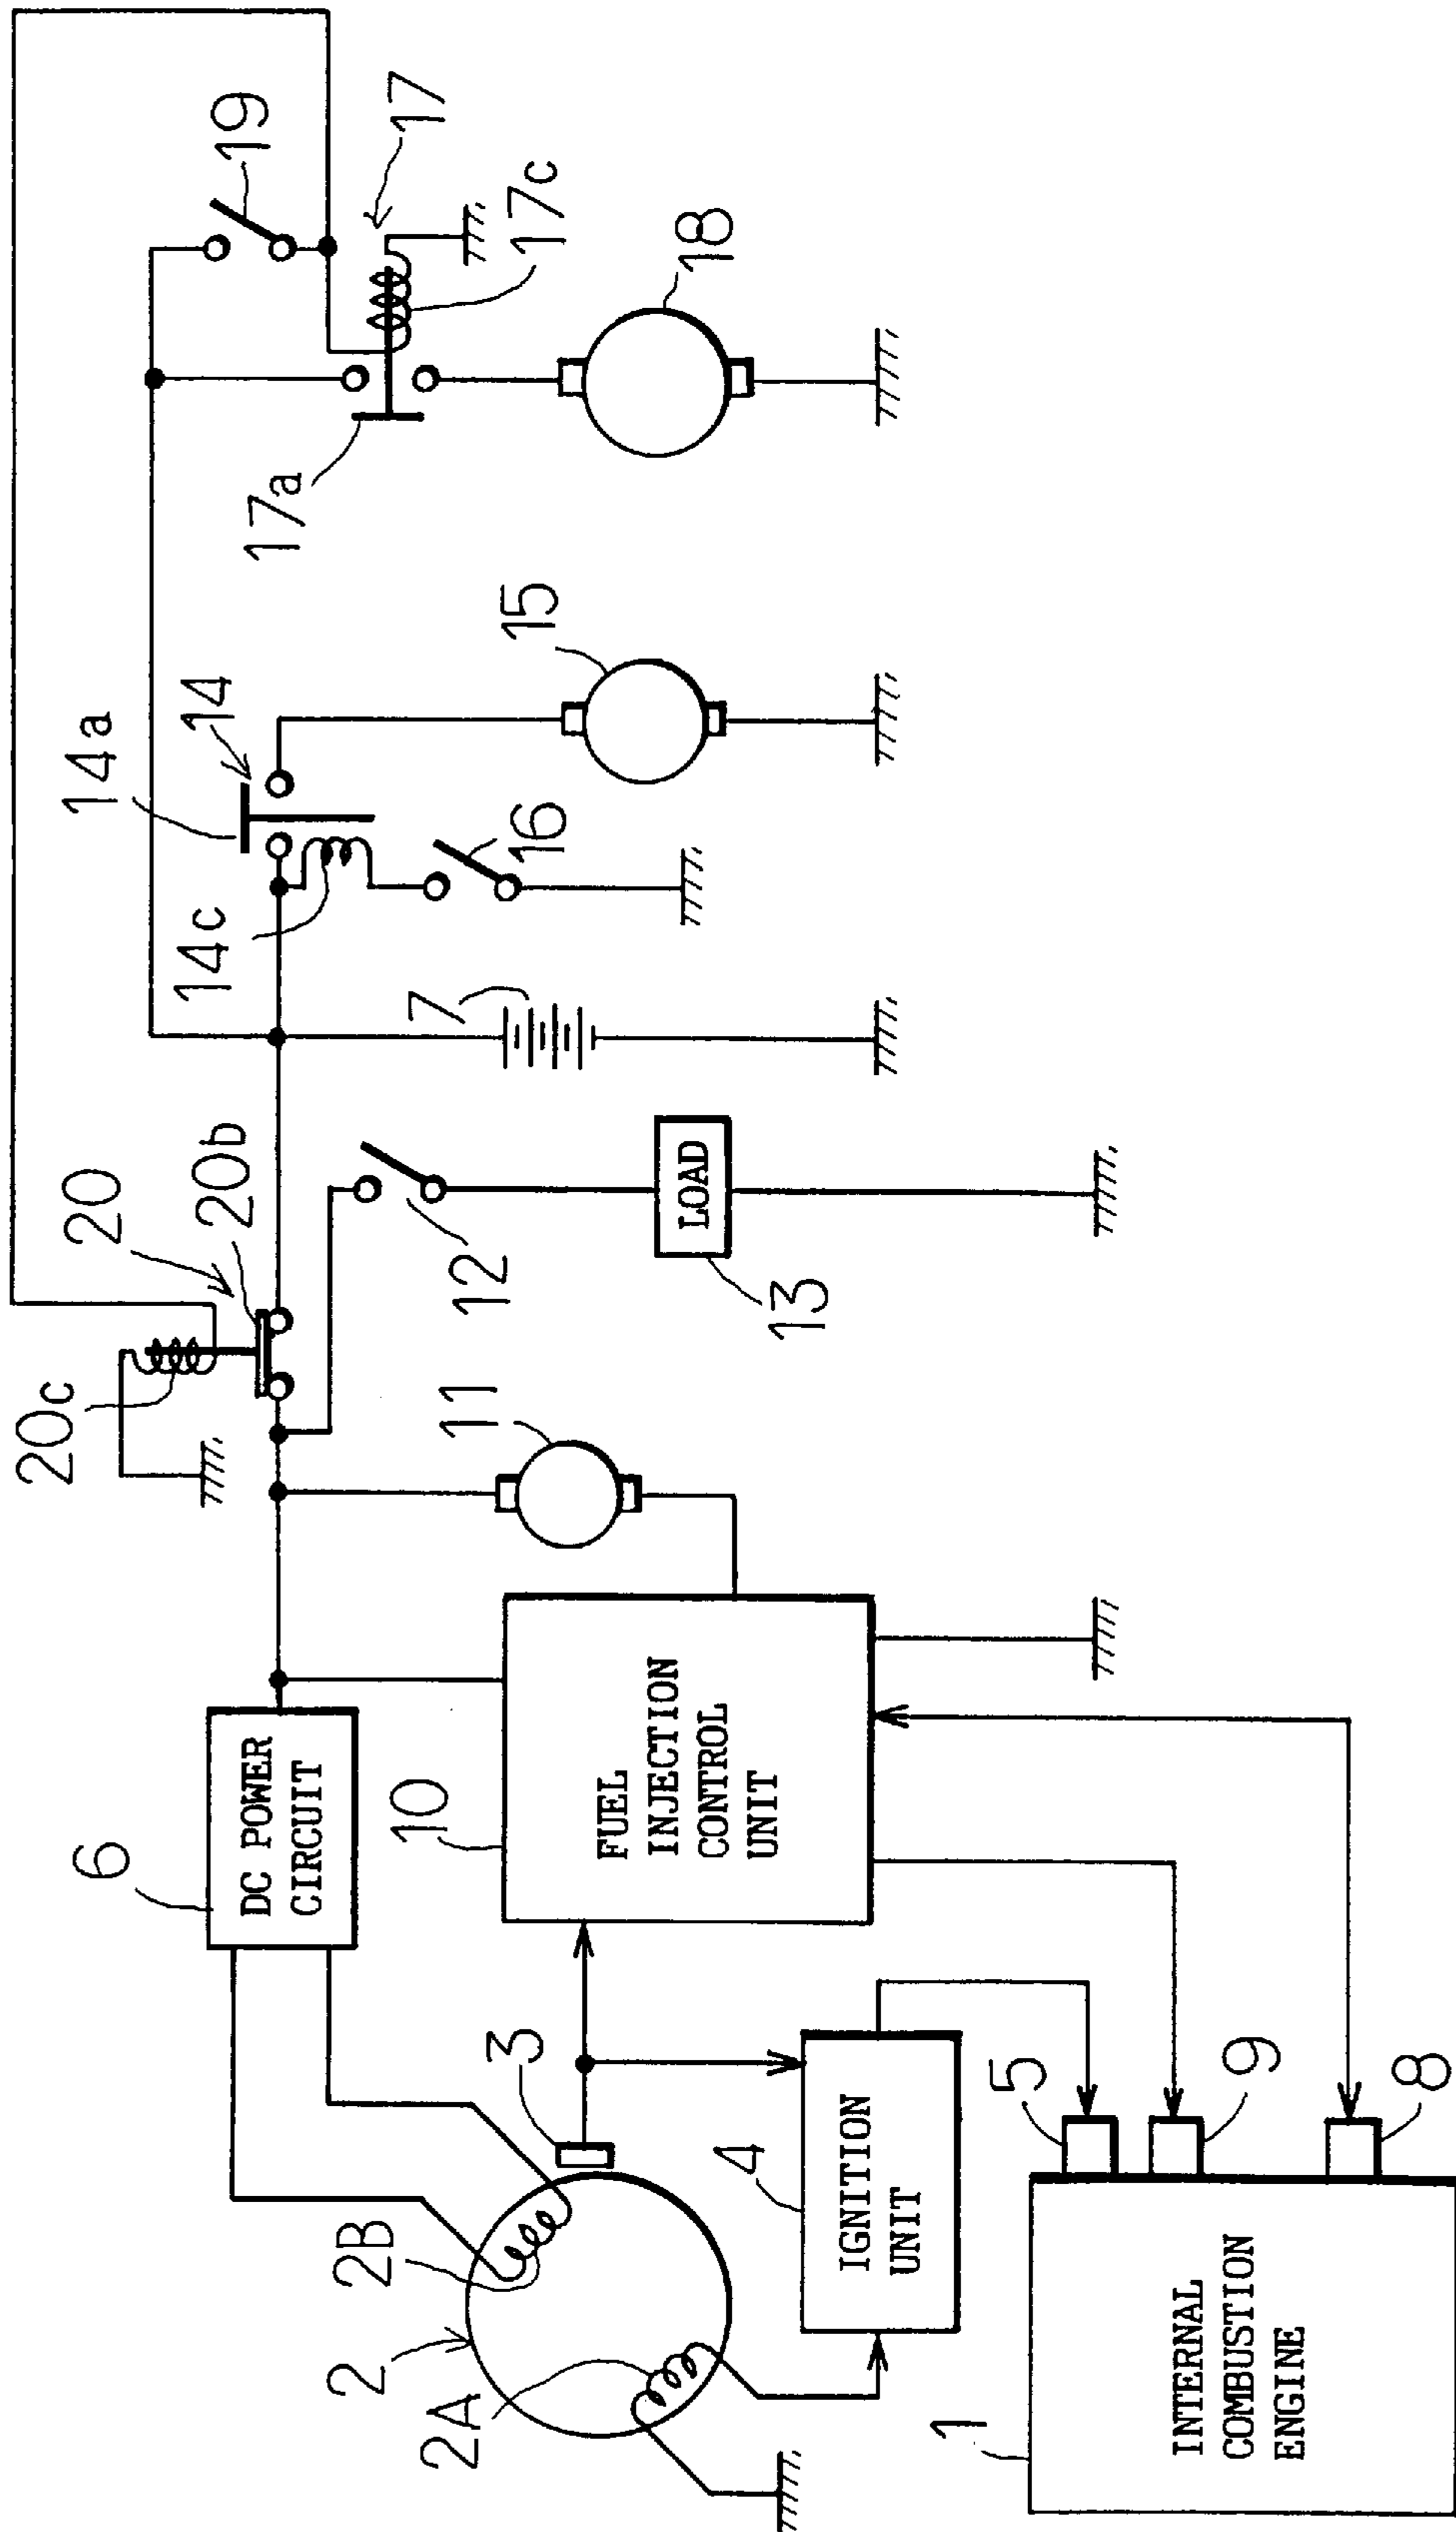 19
17
17c
18
17a
15
14
14a
16
14c
7
20
20b
12
LOAD
13
20c
11
DC POWER
CIRCUIT
6
10
FUEL
INJECTION
CONTROL
UNIT
3
2B
2
2A
4
IGNITION
UNIT
5
9
8
1
INTERNAL
COMBUSTION
ENGINE